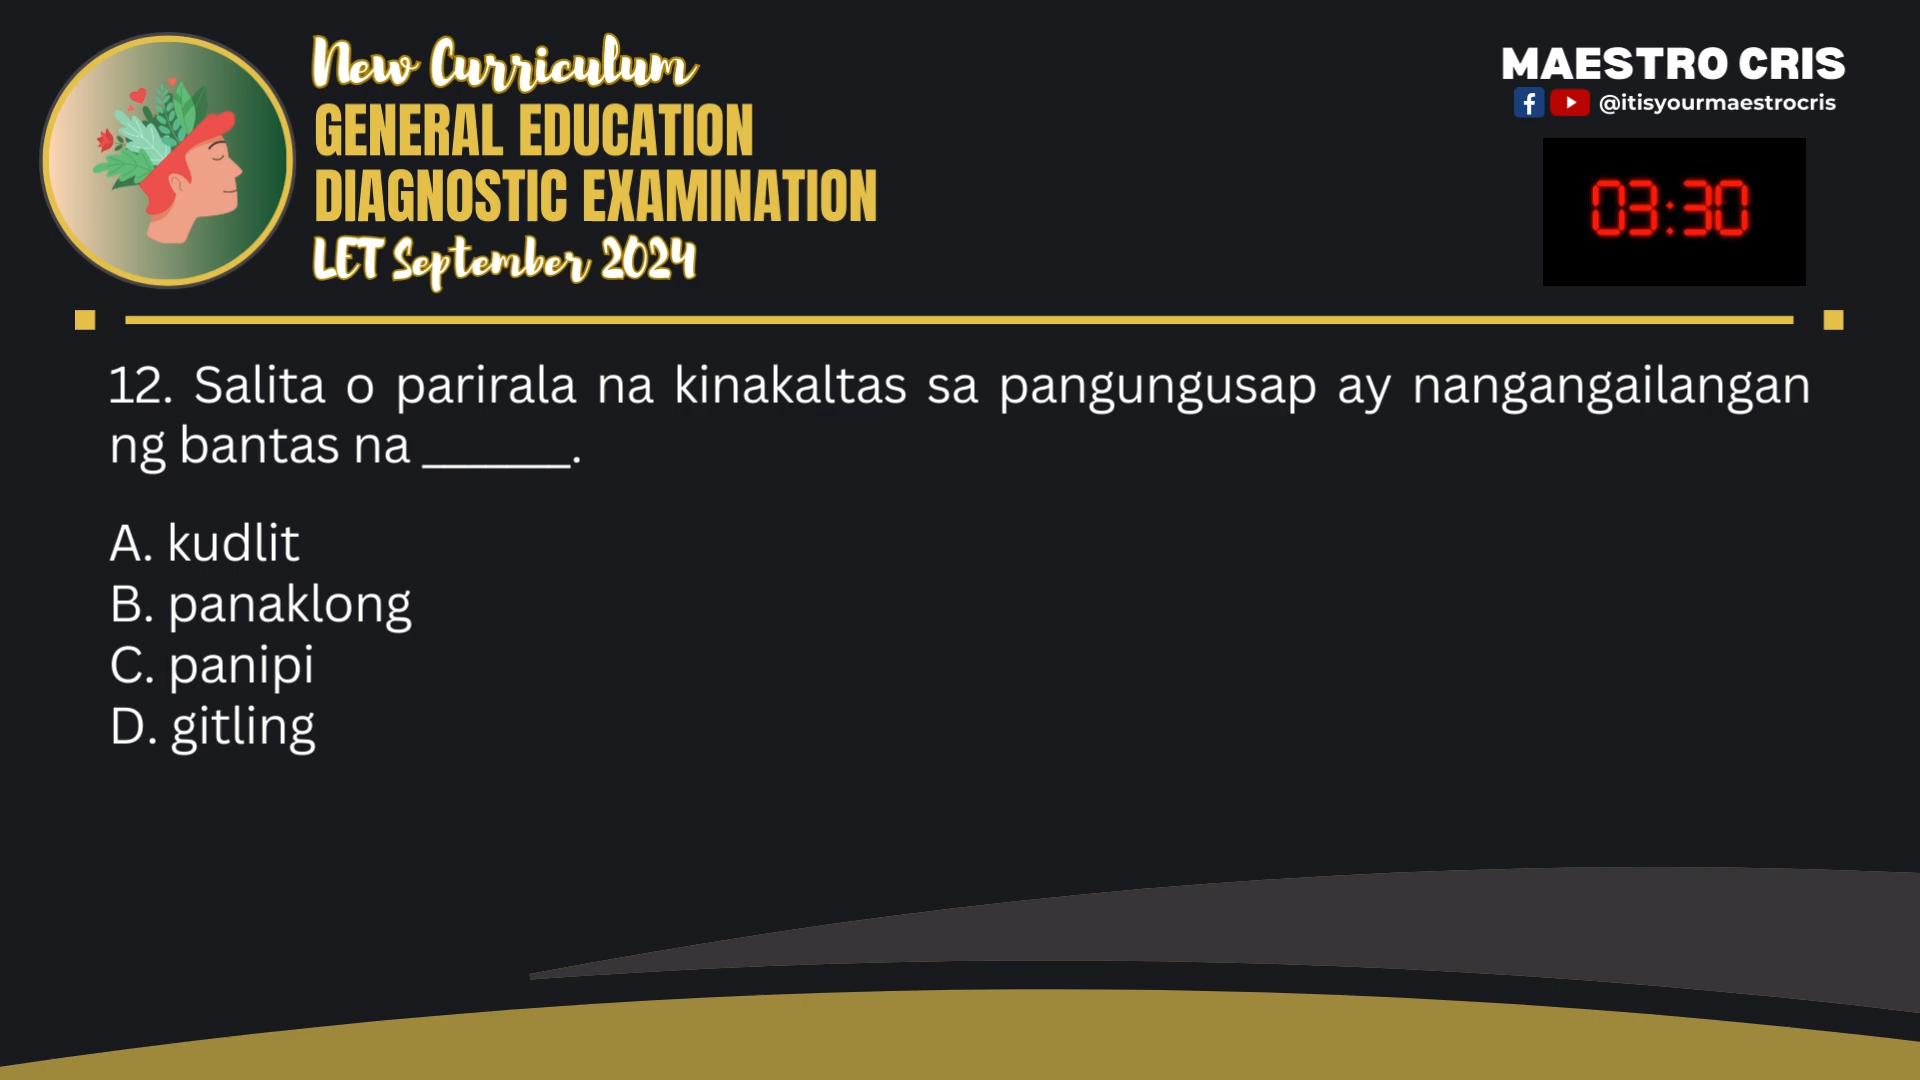 New Curriculum
GENERAL EDUCATION
DIAGNOSTIC EXAMINATION
LET September 2024
MAESTRO CRIS
@itisyourmaestrocris
03:30
12. Salita o parirala na kinakaltas sa pangungusap ay nangangailangan
ng bantas na ______.
A. kudlit
B. panaklong
C. panipi
D. gitling